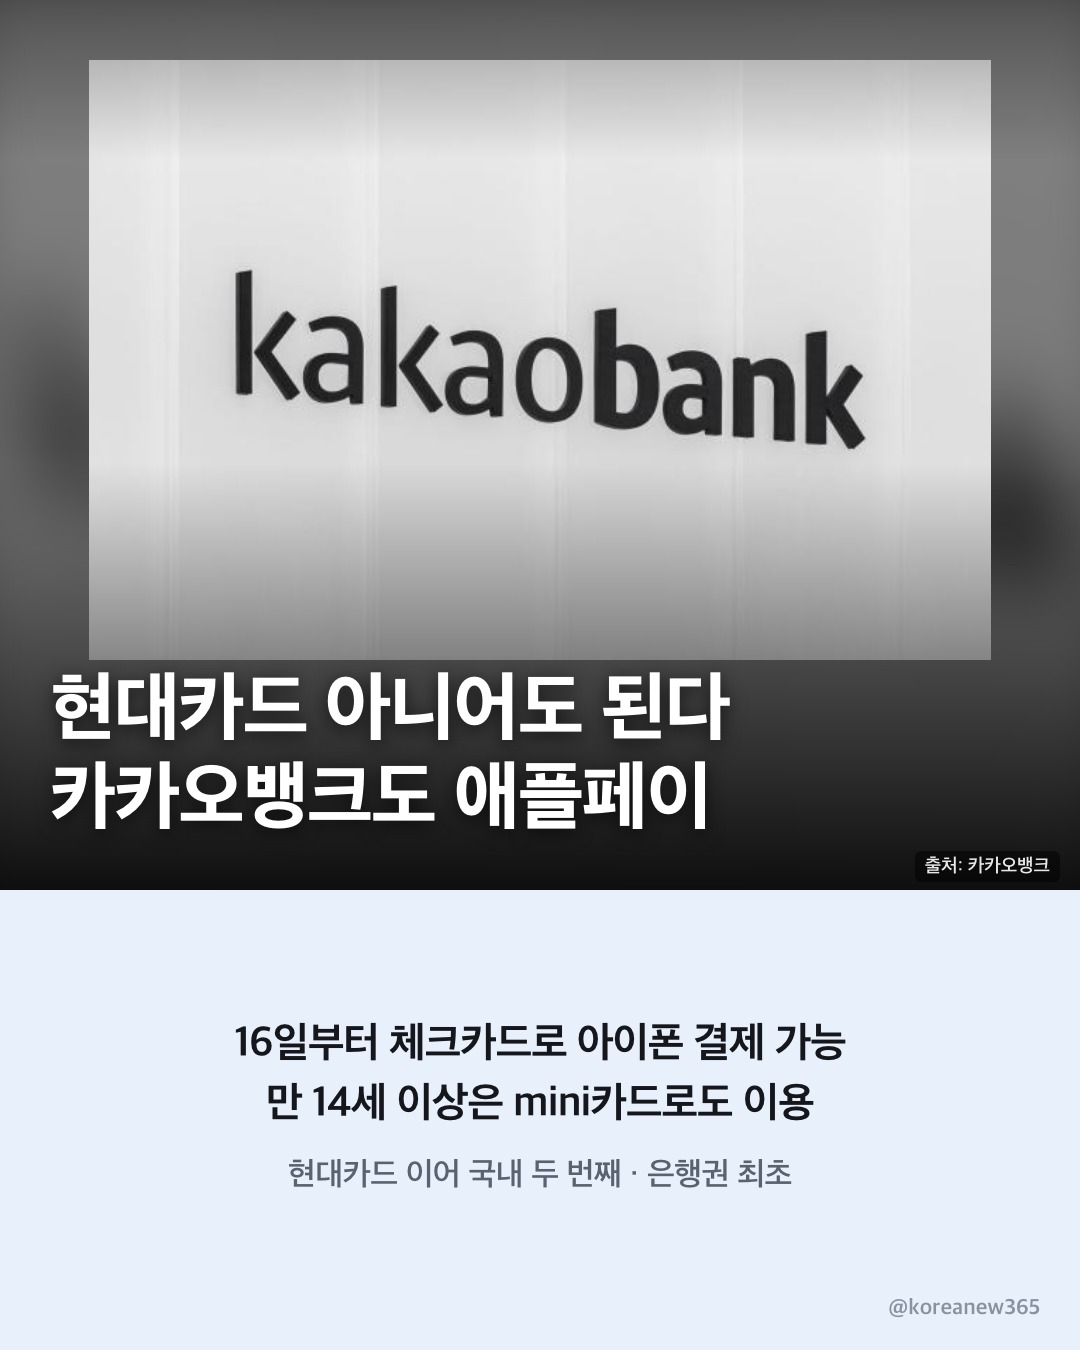 kakaobank
현대카드 아니어도 된다
카카오뱅크도 애플페이
출처: 카카오뱅크
16일부터 체크카드로 아이폰 결제 가능
만 14세 이상은 mini카드로도 이용
현대카드 이어 국내 두 번째 · 은행권 최초
@koreanew365